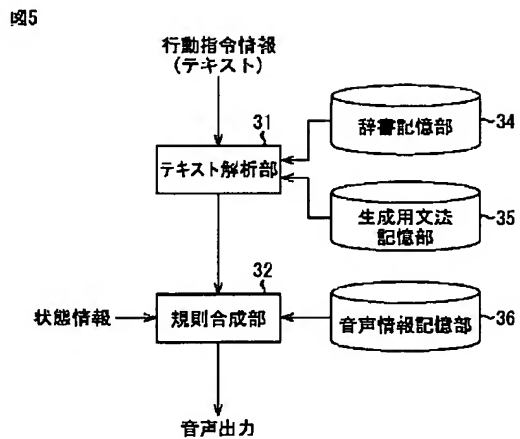 図5
行動指令情報
(テキスト)
31
テキスト解析部
辞書記憶部
34
生成用文法
記憶部
35
32
状態情報
規則合成部
音声情報記憶部
36
音声出力